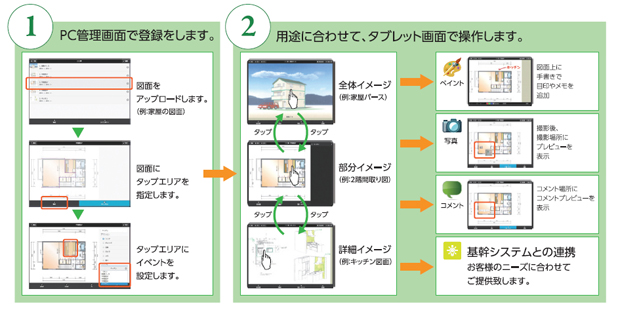 1 PC管理画面で登録をします。
図面を
アップロードします。
(例:家屋の図面)
図面に
タップエリアを
指定します。
タップエリアに
イベントを
設定します。
2 用途に合わせて、タブレット画面で操作します。
全体イメージ
(例:家屋パース)
タップ タップ
部分イメージ
(例:2階間取り図)
タップ タップ
詳細イメージ
(例:キッチン図面)
ペイント
キッチン
図面上に
手書きで
目印やメモを
追加
写真
撮影後、
撮影場所に
プレビューを
表示
コメント
コメント場所に
コメントプレビューを
表示
基幹システムとの連携
お客様のニーズに合わせて
ご提供致します。